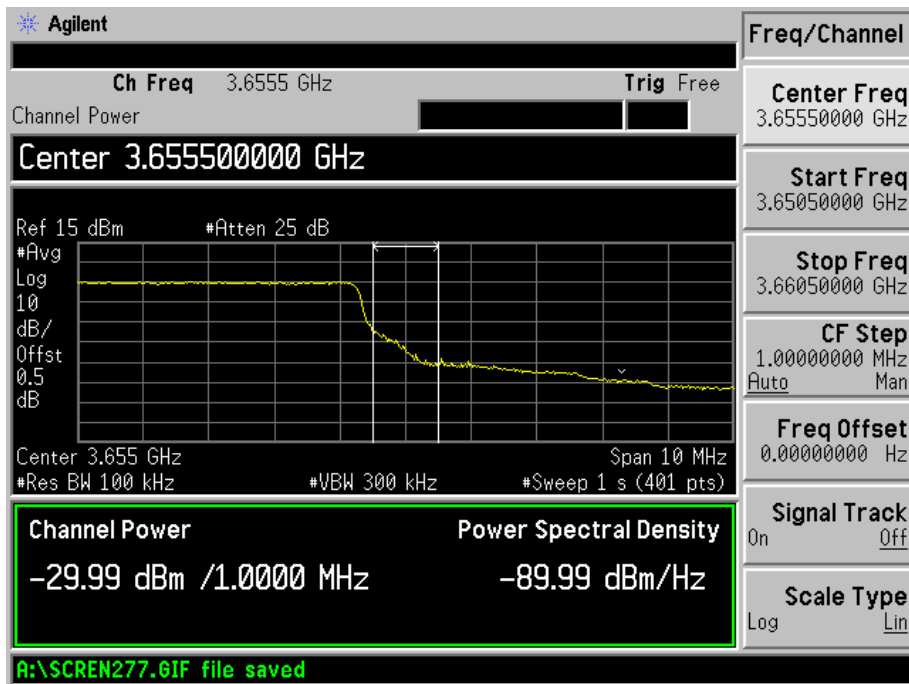 Agilent
Freq/Channel
Ch Freq 3.6555 GHz Trig Free
Channel Power
Center 3.655500000 GHz
Ref 15 dBm #Atten 25 dB
#Avg
Log
10
dB/
Offst
0.5
dB
Center 3.655 GHz Span 10 MHz
#Res BW 100 kHz #VBW 300 kHz #Sweep 1 s (401 pts)
Channel Power Power Spectral Density
-29.99 dBm /1.0000 MHz -89.99 dBm/Hz
A:\SCREN277.GIF file saved
Center Freq
3.65550000 GHz
Start Freq
3.65050000 GHz
Stop Freq
3.66050000 GHz
CF Step
1.00000000 MHz
Auto Man
Freq Offset
0.00000000 Hz
Signal Track
On Off
Scale Type
Log Lin